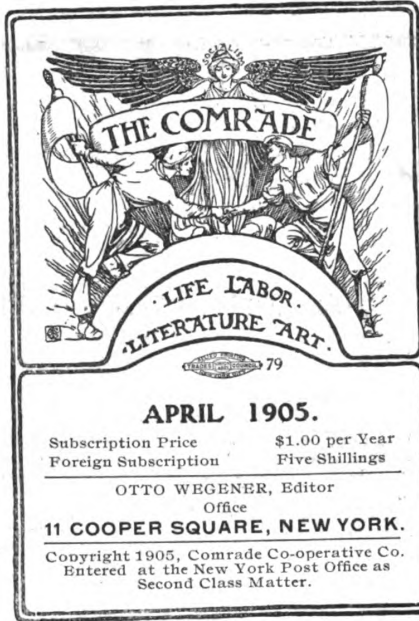 SOCIALISM
THE COMRADE
· LIFE LABOR ·
· LITERATURE ART ·
79
APRIL 1905.
Subscription Price $1.00 per Year
Foreign Subscription Five Shillings
OTTO WEGENER, Editor
Office
11 COOPER SQUARE, NEW YORK.
Copyright 1905, Comrade Co-operative Co.
Entered at the New York Post Office as
Second Class Matter.